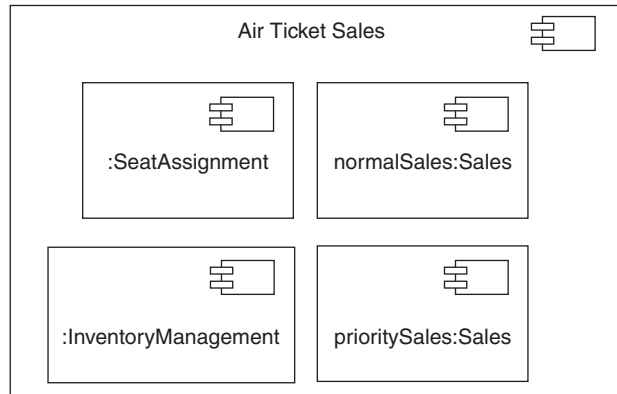 Air Ticket Sales
:SeatAssignment
normalSales:Sales
:InventoryManagement
prioritySales:Sales